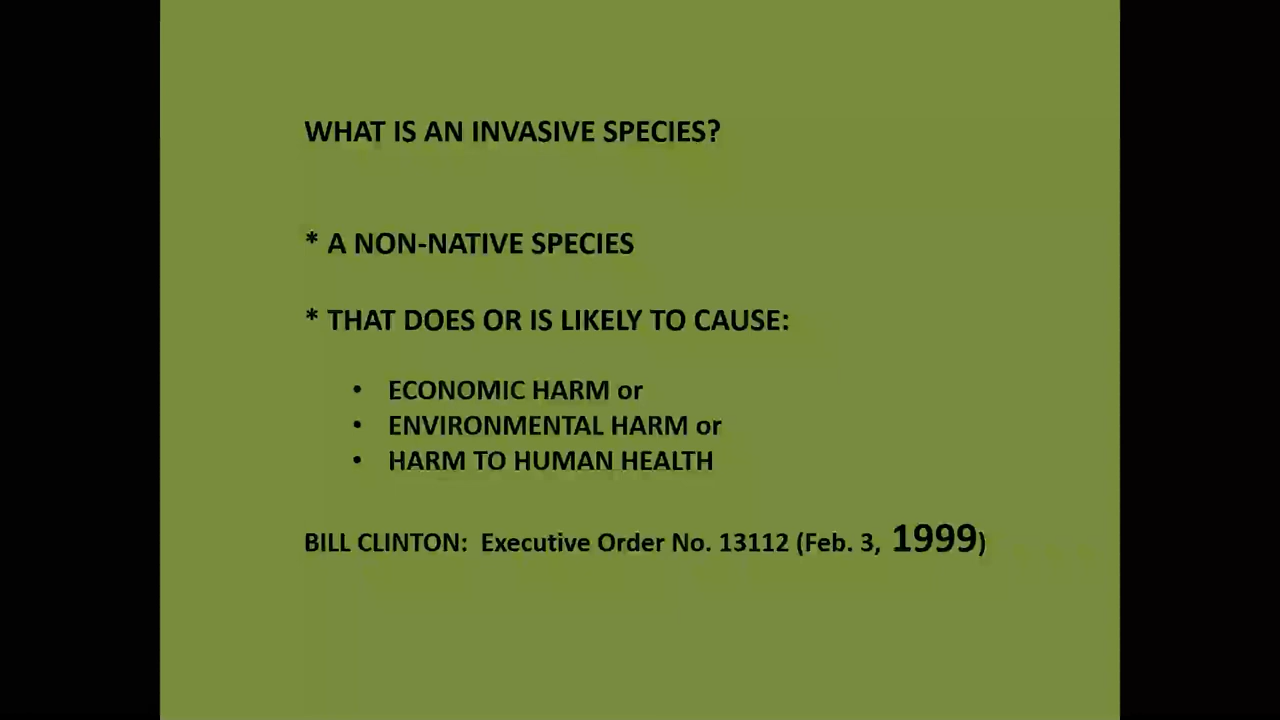 WHAT IS AN INVASIVE SPECIES?
* A NON-NATIVE SPECIES
* THAT DOES OR IS LIKELY TO CAUSE:
• ECONOMIC HARM or
• ENVIRONMENTAL HARM or
• HARM TO HUMAN HEALTH
BILL CLINTON: Executive Order No. 13112 (Feb. 3, 1999)